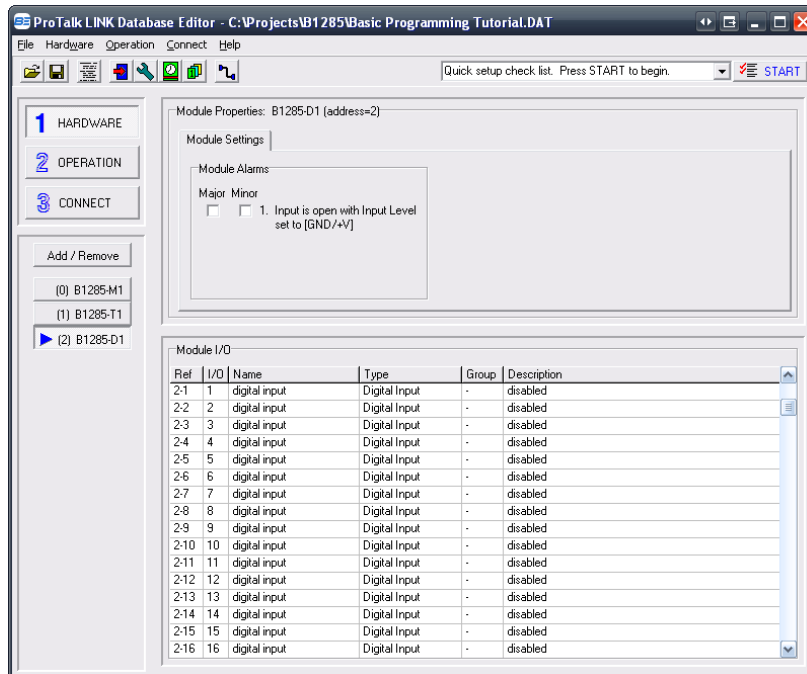 ProTalk LINK Database Editor - C:\Projects\B1285\Basic Programming Tutorial.DAT
File Hardware Operation Connect Help
Quick setup check list. Press START to begin. START
1 HARDWARE
2 OPERATION
3 CONNECT
Add / Remove
(0) B1285-M1
(1) B1285-T1
(2) B1285-D1
Module Properties: B1285-D1 (address=2)
Module Settings
Module Alarms
Major Minor
1. Input is open with Input Level
set to [GND/+V]
Module I/O
Ref I/O Name Type Group Description
2-1 1 digital input Digital Input - disabled
2-2 2 digital input Digital Input - disabled
2-3 3 digital input Digital Input - disabled
2-4 4 digital input Digital Input - disabled
2-5 5 digital input Digital Input - disabled
2-6 6 digital input Digital Input - disabled
2-7 7 digital input Digital Input - disabled
2-8 8 digital input Digital Input - disabled
2-9 9 digital input Digital Input - disabled
2-10 10 digital input Digital Input - disabled
2-11 11 digital input Digital Input - disabled
2-12 12 digital input Digital Input - disabled
2-13 13 digital input Digital Input - disabled
2-14 14 digital input Digital Input - disabled
2-15 15 digital input Digital Input - disabled
2-16 16 digital input Digital Input - disabled